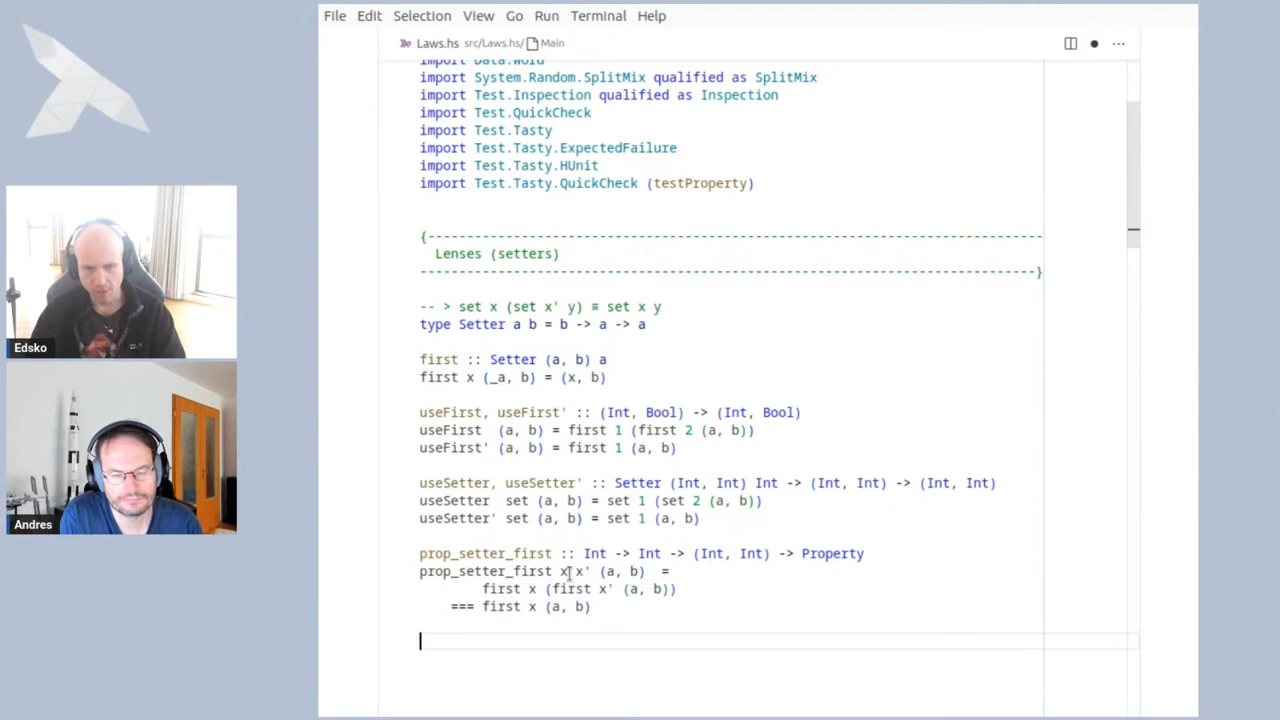 File Edit Selection View Go Run Terminal Help
Laws.hs src/Laws.hs/ Main
import Data.Word
import System.Random.SplitMix qualified as SplitMix
import Test.Inspection qualified as Inspection
import Test.QuickCheck
import Test.Tasty
import Test.Tasty.ExpectedFailure
import Test.Tasty.HUnit
import Test.Tasty.QuickCheck (testProperty)
{-------------------------------------------------------------------------------
  Lenses (setters)
-------------------------------------------------------------------------------}
-- > set x (set x' y) ≡ set x y
type Setter a b = b -> a -> a
first :: Setter (a, b) a
first x (_a, b) = (x, b)
useFirst, useFirst' :: (Int, Bool) -> (Int, Bool)
useFirst  (a, b) = first 1 (first 2 (a, b))
useFirst' (a, b) = first 1 (a, b)
useSetter, useSetter' :: Setter (Int, Int) Int -> (Int, Int) -> (Int, Int)
useSetter  set (a, b) = set 1 (set 2 (a, b))
useSetter' set (a, b) = set 1 (a, b)
prop_setter_first :: Int -> Int -> (Int, Int) -> Property
prop_setter_first x x' (a, b)  =
        first x (first x' (a, b))
    === first x (a, b)
Edsko
Andres